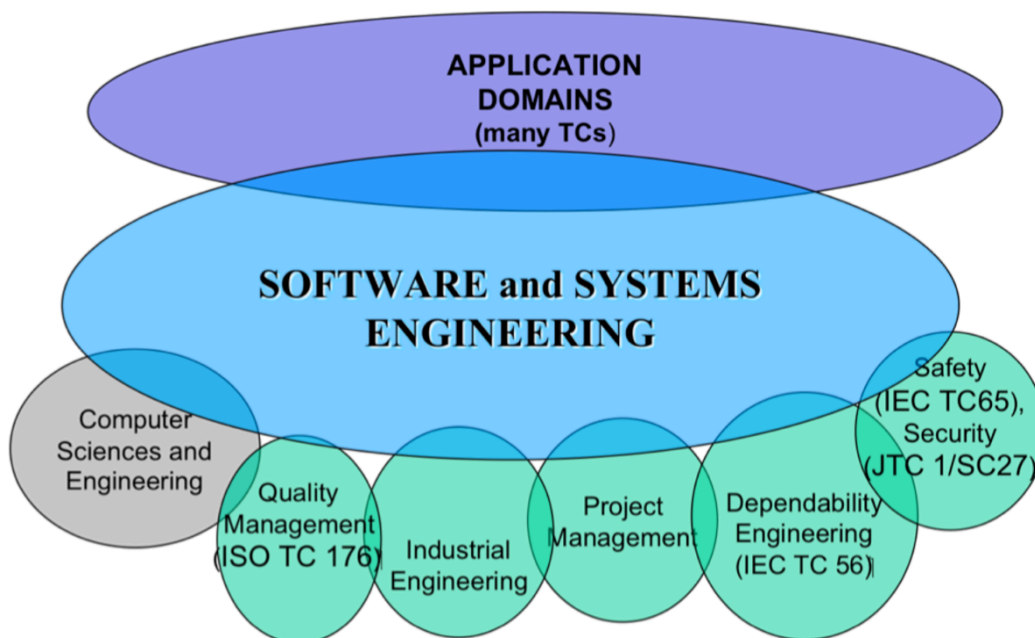 APPLICATION
DOMAINS
(many TCs)
SOFTWARE and SYSTEMS
ENGINEERING
Computer
Sciences and
Engineering
Quality
Management
(ISO TC 176)
Industrial
Engineering
Project
Management
Dependability
Engineering
(IEC TC 56)
Safety
(IEC TC65),
Security
(JTC 1/SC27)